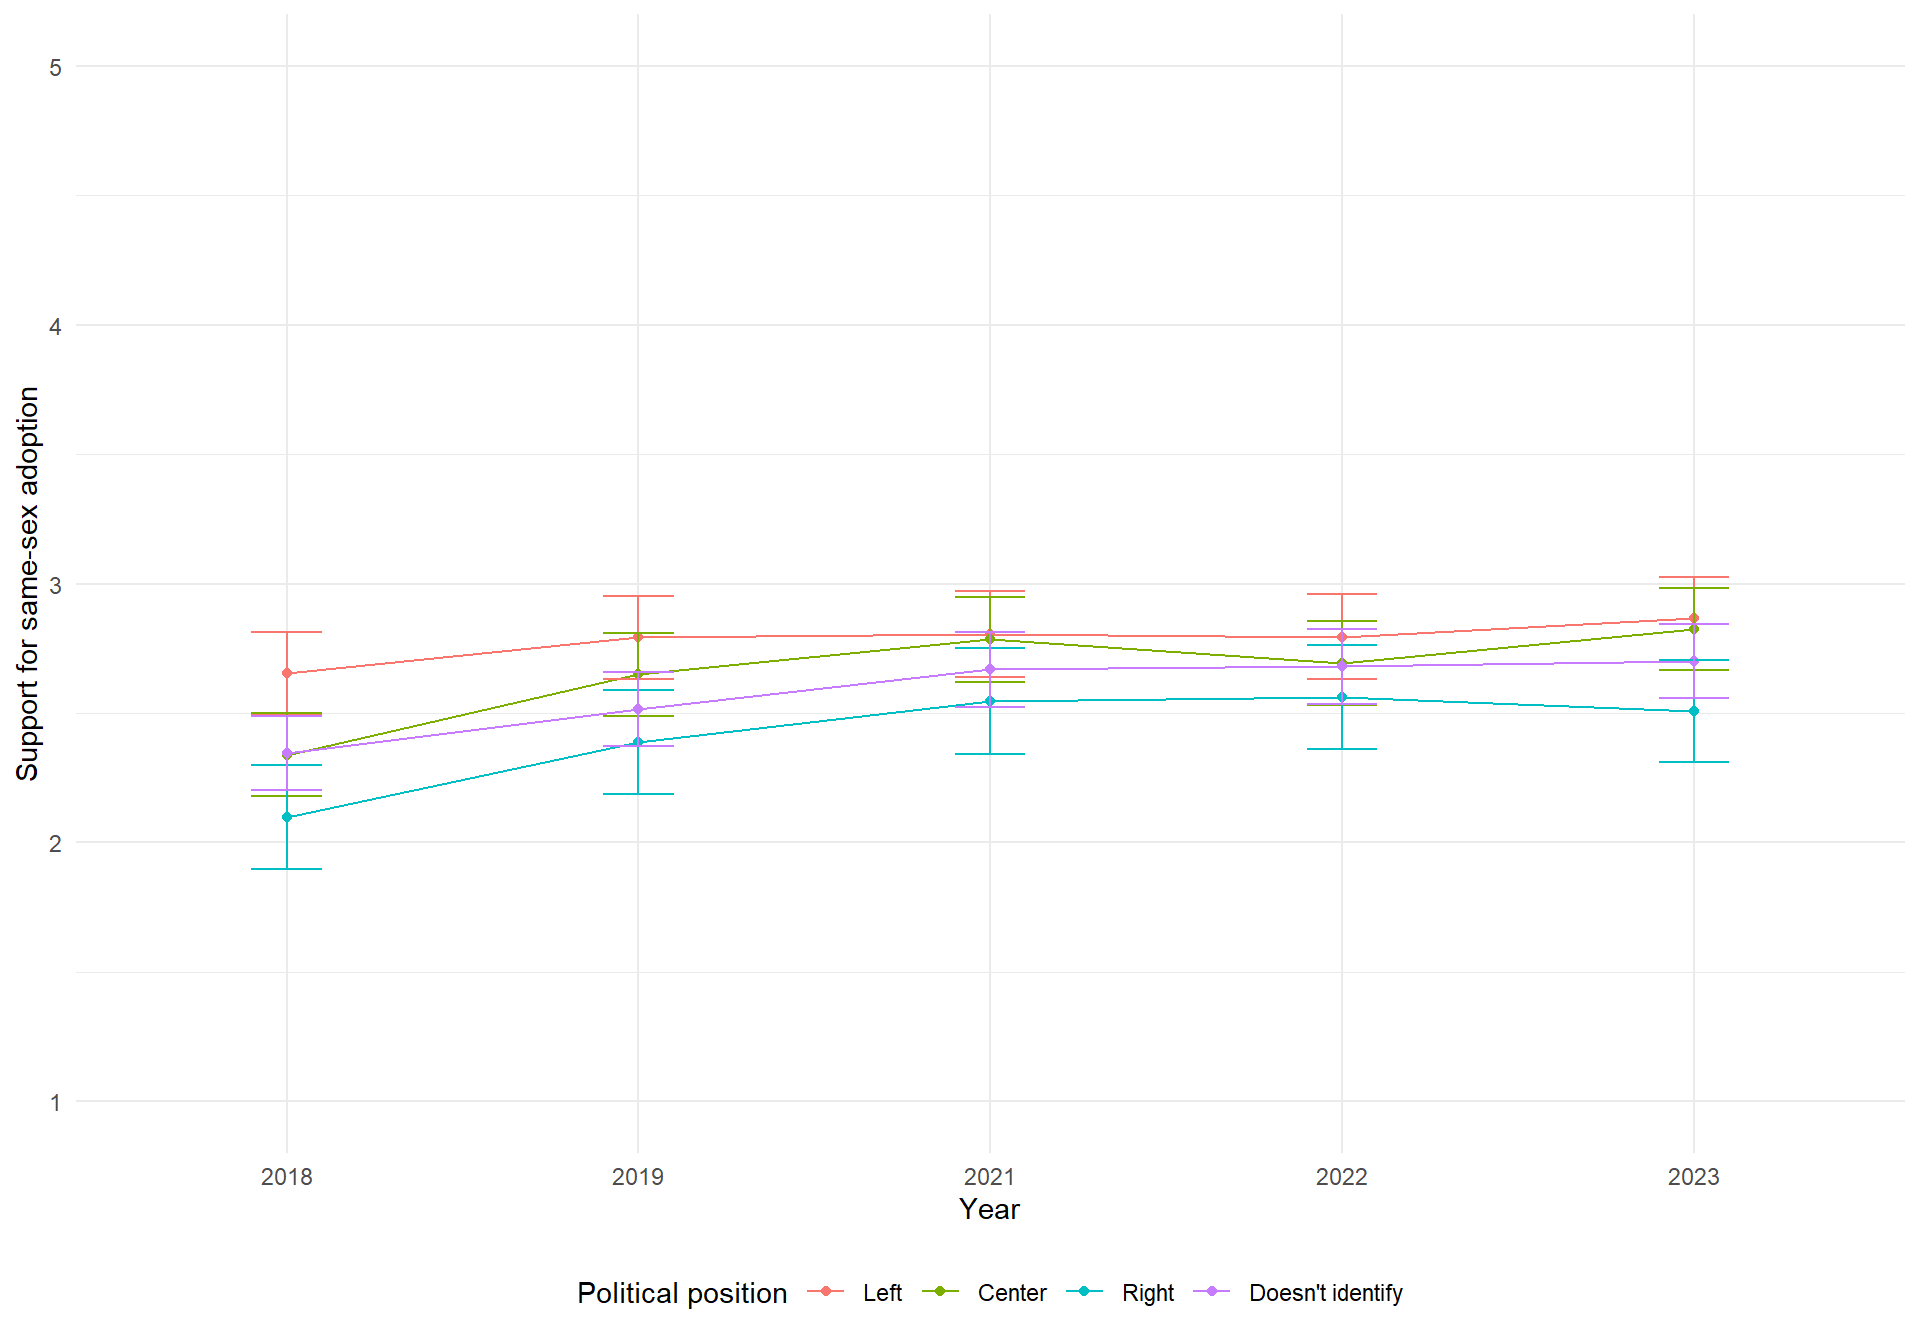 5
4
3
2
1
Support for same-sex adoption
2018 2019 2021 2022 2023
Year
Political position Left Center Right Doesn't identify